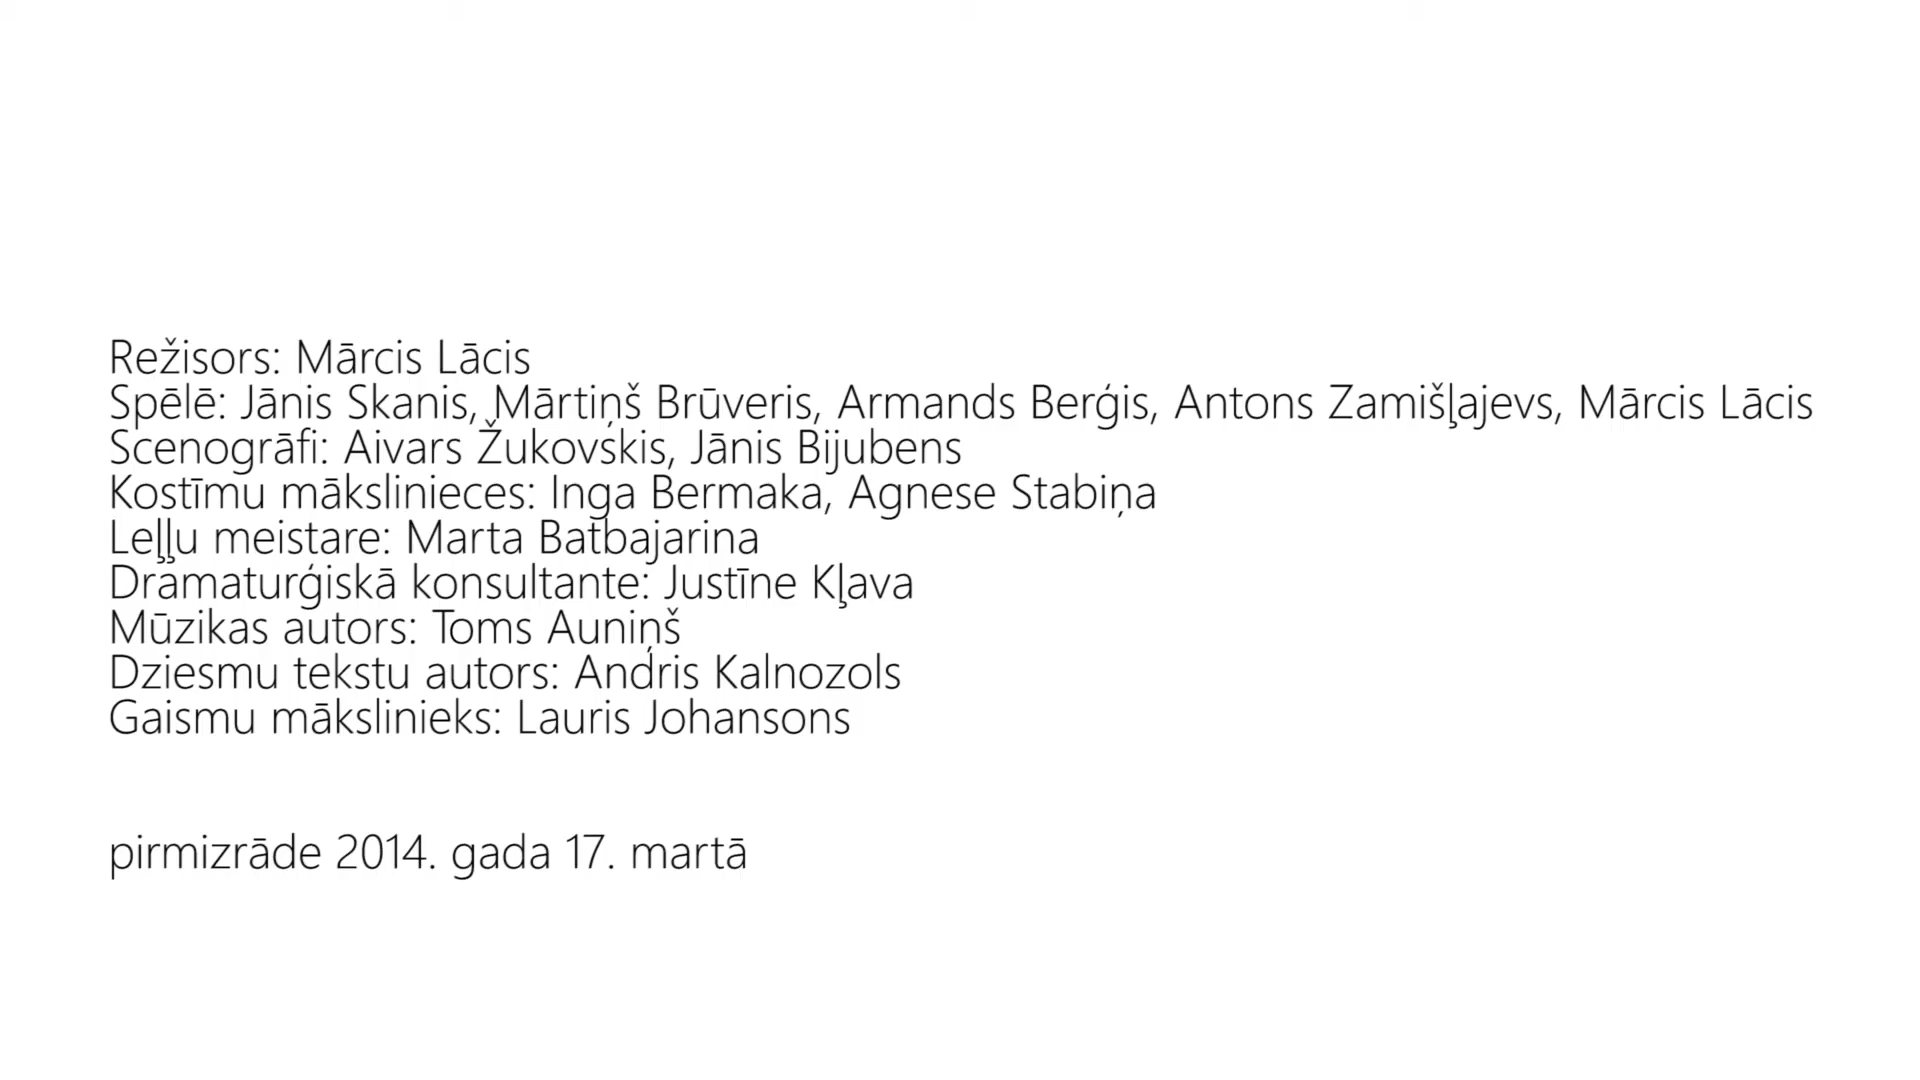 Režisors: Mārcis Lācis
Spēlē: Jānis Skanis, Mārtiņš Brūveris, Armands Berģis, Antons Zamišļajevs, Mārcis Lācis
Scenogrāfi: Aivars Žukovskis, Jānis Bijubens
Kostīmu mākslinieces: Inga Bermaka, Agnese Stabiņa
Leļļu meistare: Marta Batbajarina
Dramaturģiskā konsultante: Justīne Kļava
Mūzikas autors: Toms Auniņš
Dziesmu tekstu autors: Andris Kalnozols
Gaismu mākslinieks: Lauris Johansons
pirmizrāde 2014. gada 17. martā